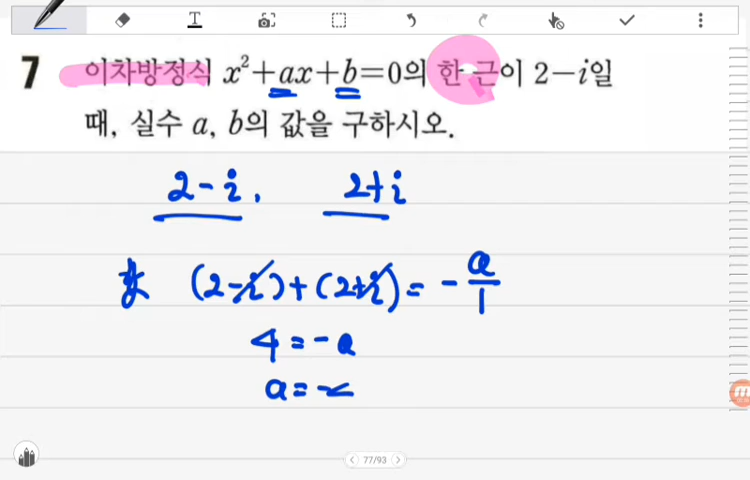 T
7 이차방정식 x²+ax+b=0의 한 근이 2-i일
때, 실수 a, b의 값을 구하시오.
2-i, 2+i
(2-i)+(2+i)=-a/1
4=-a
a=-
77/93